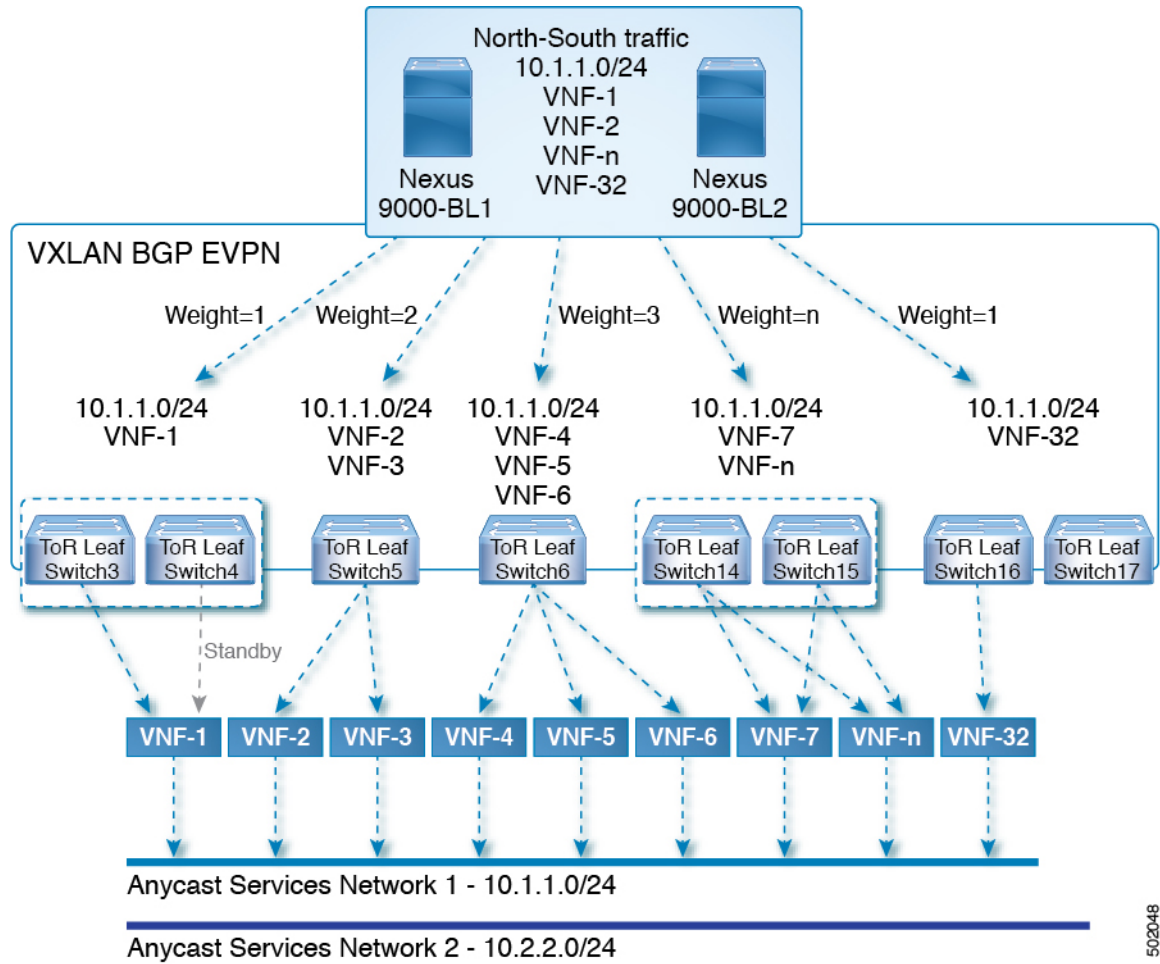 North-South traffic
10.1.1.0/24
VNF-1
VNF-2
VNF-n
VNF-32
Nexus
9000-BL1
Nexus
9000-BL2
VXLAN BGP EVPN
Weight=1
Weight=2
Weight=3
Weight=n
Weight=1
10.1.1.0/24
VNF-1
10.1.1.0/24
VNF-2
VNF-3
10.1.1.0/24
VNF-4
VNF-5
VNF-6
10.1.1.0/24
VNF-7
VNF-n
10.1.1.0/24
VNF-32
ToR Leaf
Switch3
ToR Leaf
Switch4
ToR Leaf
Switch5
ToR Leaf
Switch6
ToR Leaf
Switch14
ToR Leaf
Switch15
ToR Leaf
Switch16
ToR Leaf
Switch17
Standby
VNF-1
VNF-2
VNF-3
VNF-4
VNF-5
VNF-6
VNF-7
VNF-n
VNF-32
Anycast Services Network 1 - 10.1.1.0/24
Anycast Services Network 2 - 10.2.2.0/24
502048